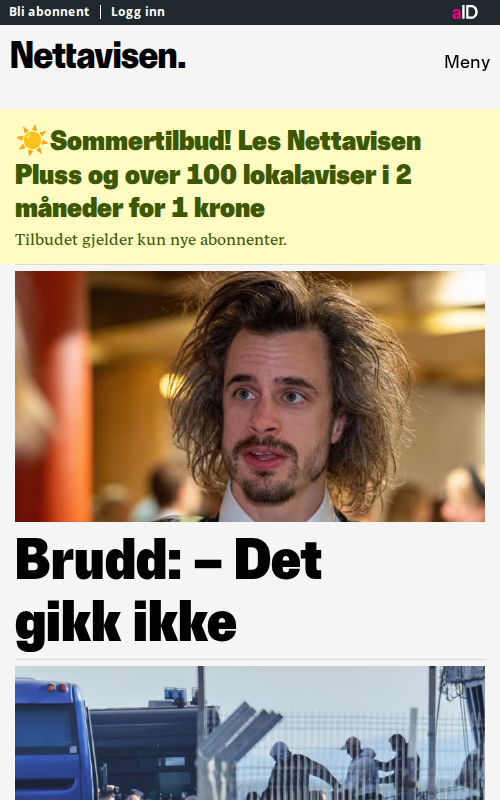 Bli abonnent | Logg inn
aID
Nettavisen.
Meny
☀️Sommertilbud! Les Nettavisen
Pluss og over 100 lokalaviser i 2
måneder for 1 krone
Tilbudet gjelder kun nye abonnenter.
Brudd: – Det
gikk ikke